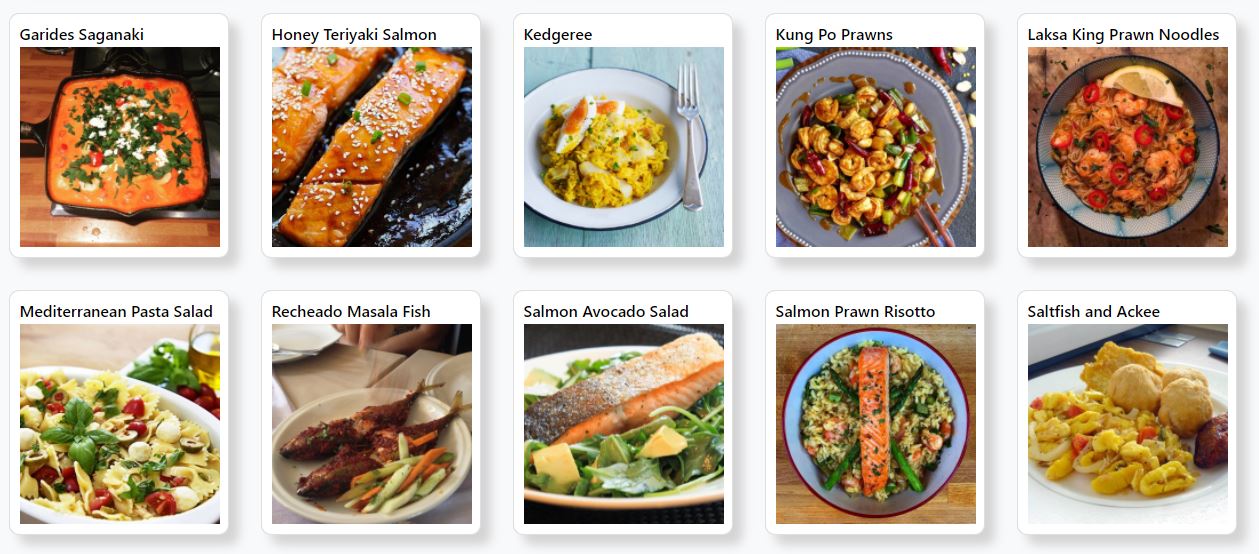 Garides Saganaki
Honey Teriyaki Salmon
Kedgeree
Kung Po Prawns
Laksa King Prawn Noodles
Mediterranean Pasta Salad
Recheado Masala Fish
Salmon Avocado Salad
Salmon Prawn Risotto
Saltfish and Ackee